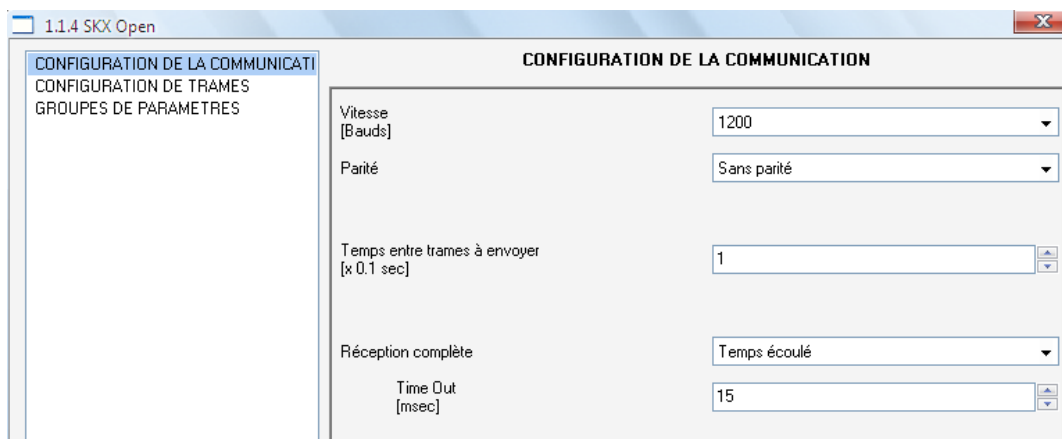 1.1.4 SKX Open
CONFIGURATION DE LA COMMUNICATI
CONFIGURATION DE TRAMES
GROUPES DE PARAMETRES
CONFIGURATION DE LA COMMUNICATION
Vitesse
[Bauds]
1200
Parité
Sans parité
Temps entre trames à envoyer
[x 0.1 sec]
1
Réception complète
Temps écoulé
Time Out
[msec]
15